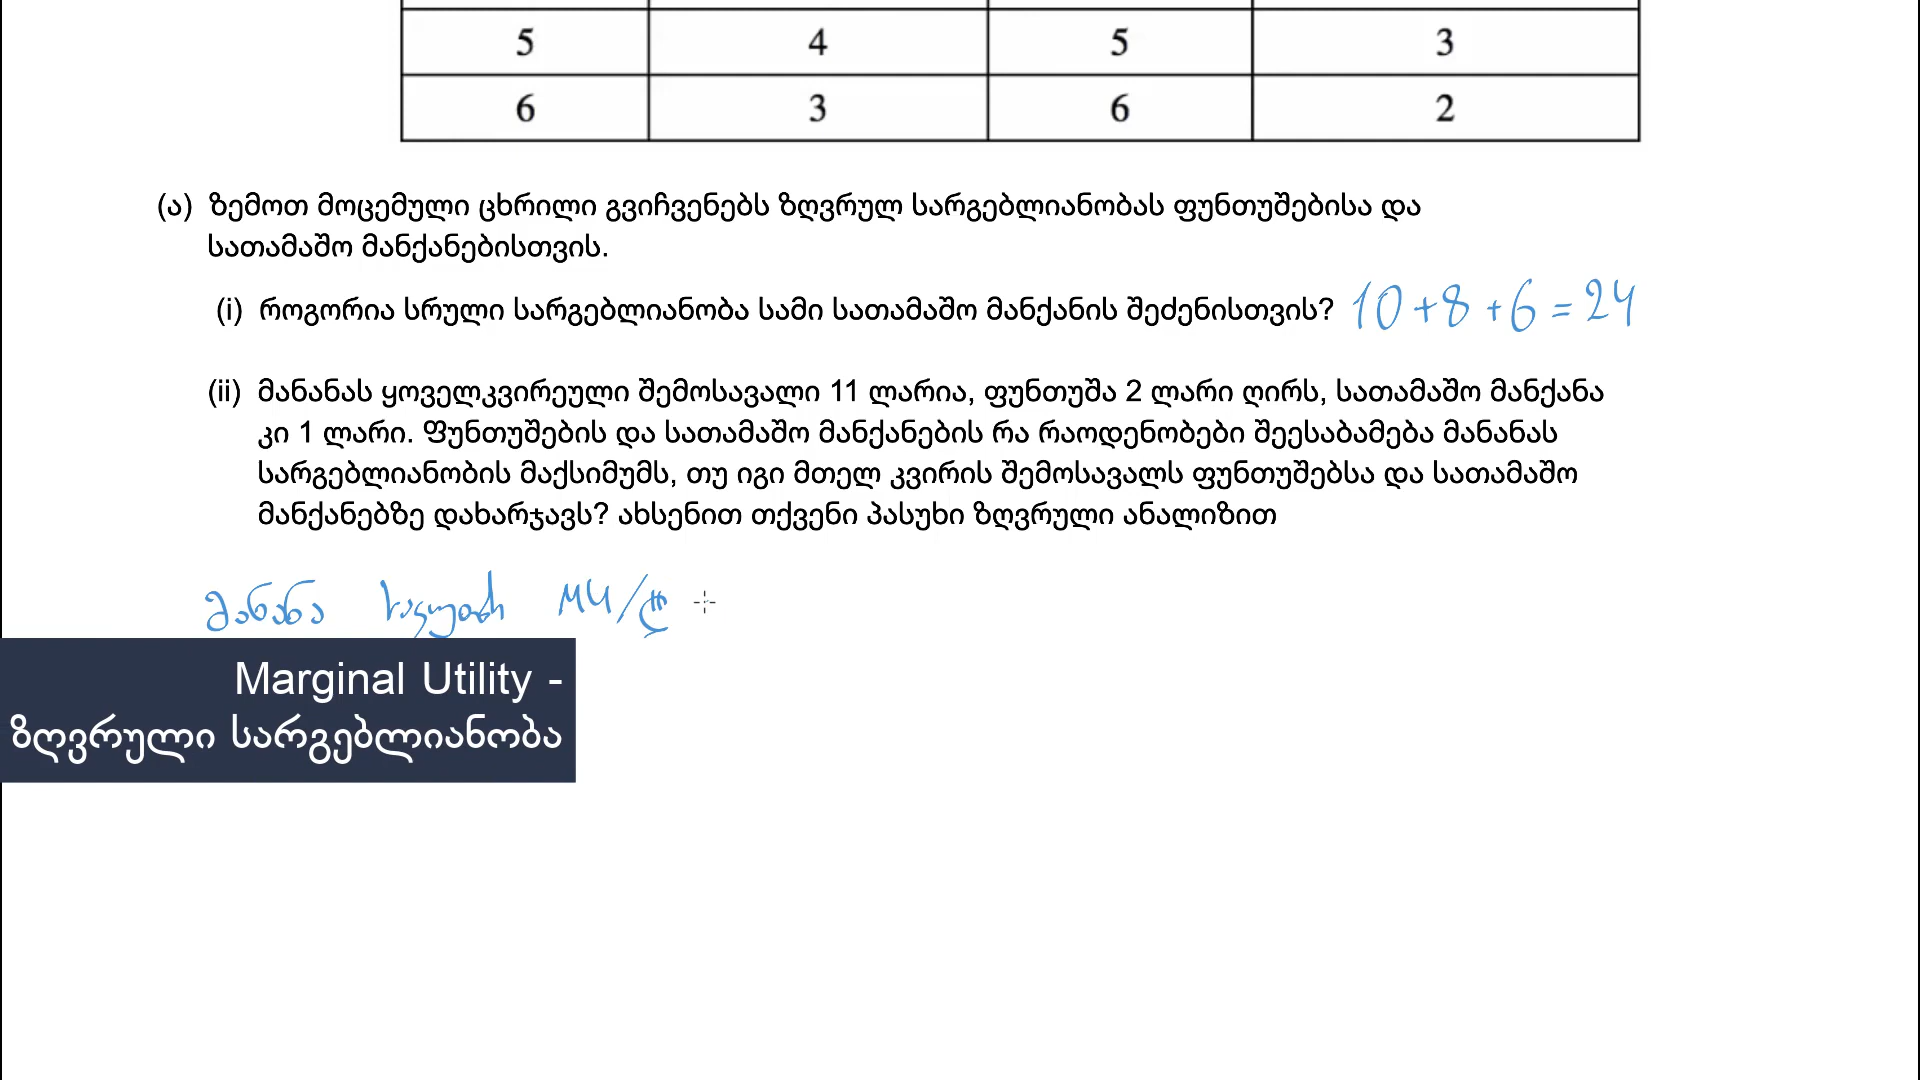 5 4 5 3
6 3 6 2
(ა) ზემოთ მოცემული ცხრილი გვიჩვენებს ზღვრულ სარგებლიანობას ფუნთუშებისა და
სათამაშო მანქანებისთვის.
(i) როგორია სრული სარგებლიანობა სამი სათამაშო მანქანის შეძენისთვის? 10+8+6=24
(ii) მანანას ყოველკვირეული შემოსავალი 11 ლარია, ფუნთუშა 2 ლარი ღირს, სათამაშო მანქანა
კი 1 ლარი. ფუნთუშების და სათამაშო მანქანების რა რაოდენობები შეესაბამება მანანას
სარგებლიანობის მაქსიმუმს, თუ იგი მთელ კვირის შემოსავალს ფუნთუშებსა და სათამაშო
მანქანებზე დახარჯავს? ახსენით თქვენი პასუხი ზღვრული ანალიზით
მანანა MU/₾
Marginal Utility -
ზღვრული სარგებლიანობა